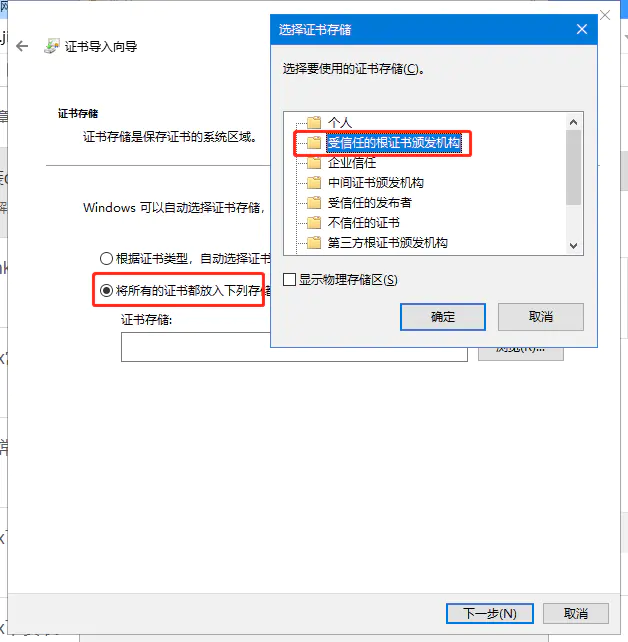 证书导入向导
选择证书存储
选择要使用的证书存储(C)。
个人
受信任的根证书颁发机构
企业信任
中间证书颁发机构
受信任的发布者
不信任的证书
第三方根证书颁发机构
显示物理存储区(S)
确定
取消
证书存储
证书存储是保存证书的系统区域。
Windows 可以自动选择证书存储,
根据证书类型，自动选择证书
将所有的证书都放入下列存储
证书存储:
浏览(R)...
下一步(N)
取消